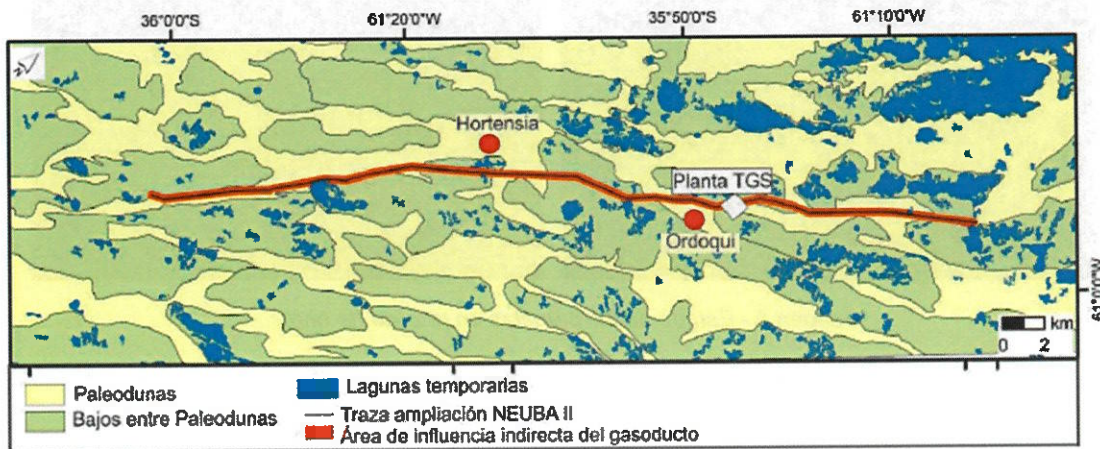 36°0'0"S 61°20'0"W 35°50'0"S 61°10'0"W
N
Hortensia
Planta TGS
Ordoqui
61°0'0"W
km
0 2
Paleodunas
Bajos entre Paleodunas
Lagunas temporarias
Traza ampliación NEUBA II
Área de influencia indirecta del gasoducto